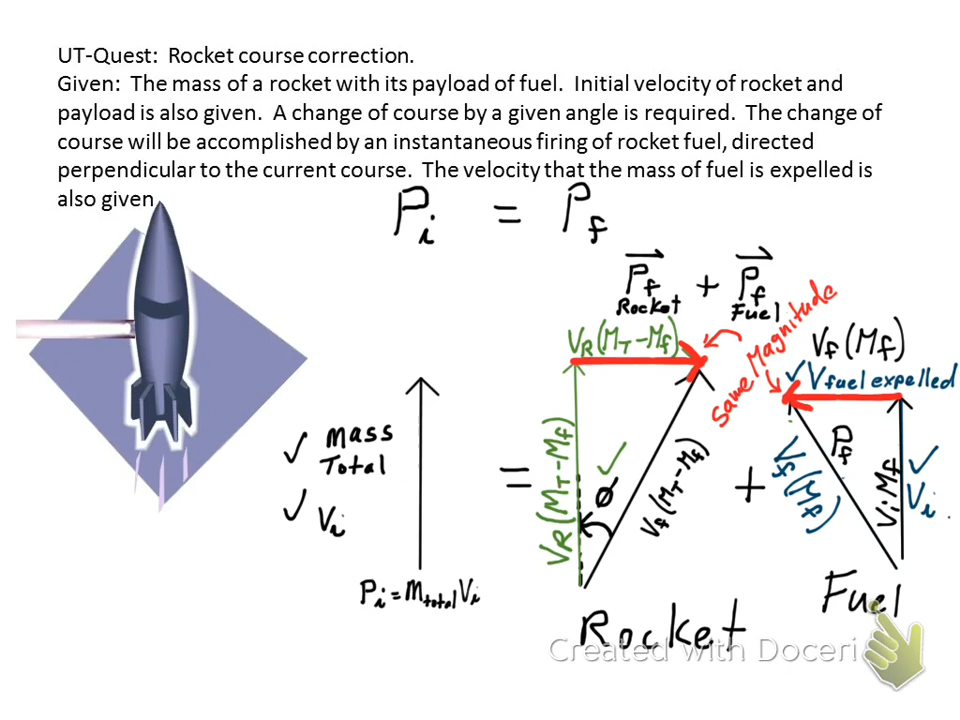 UT-Quest: Rocket course correction.
Given: The mass of a rocket with its payload of fuel. Initial velocity of rocket and
payload is also given. A change of course by a given angle is required. The change of
course will be accomplished by an instantaneous firing of rocket fuel, directed
perpendicular to the current course. The velocity that the mass of fuel is expelled is
also given.
Pi = Pf
Pf Rocket + Pf Fuel
VR(MT-Mf)
Same Magnitude
Vf(Mf)
✓Vfuel expelled
✓ Mass
Total
✓ Vi
=
VR(MT-Mf)
✓
ø
Vf(MT-Mf)
+
Vf(Mf)
Pf
ViMf
✓
Vi
Pi=MtotalVi
Rocket
Fuel
Created with Doceri